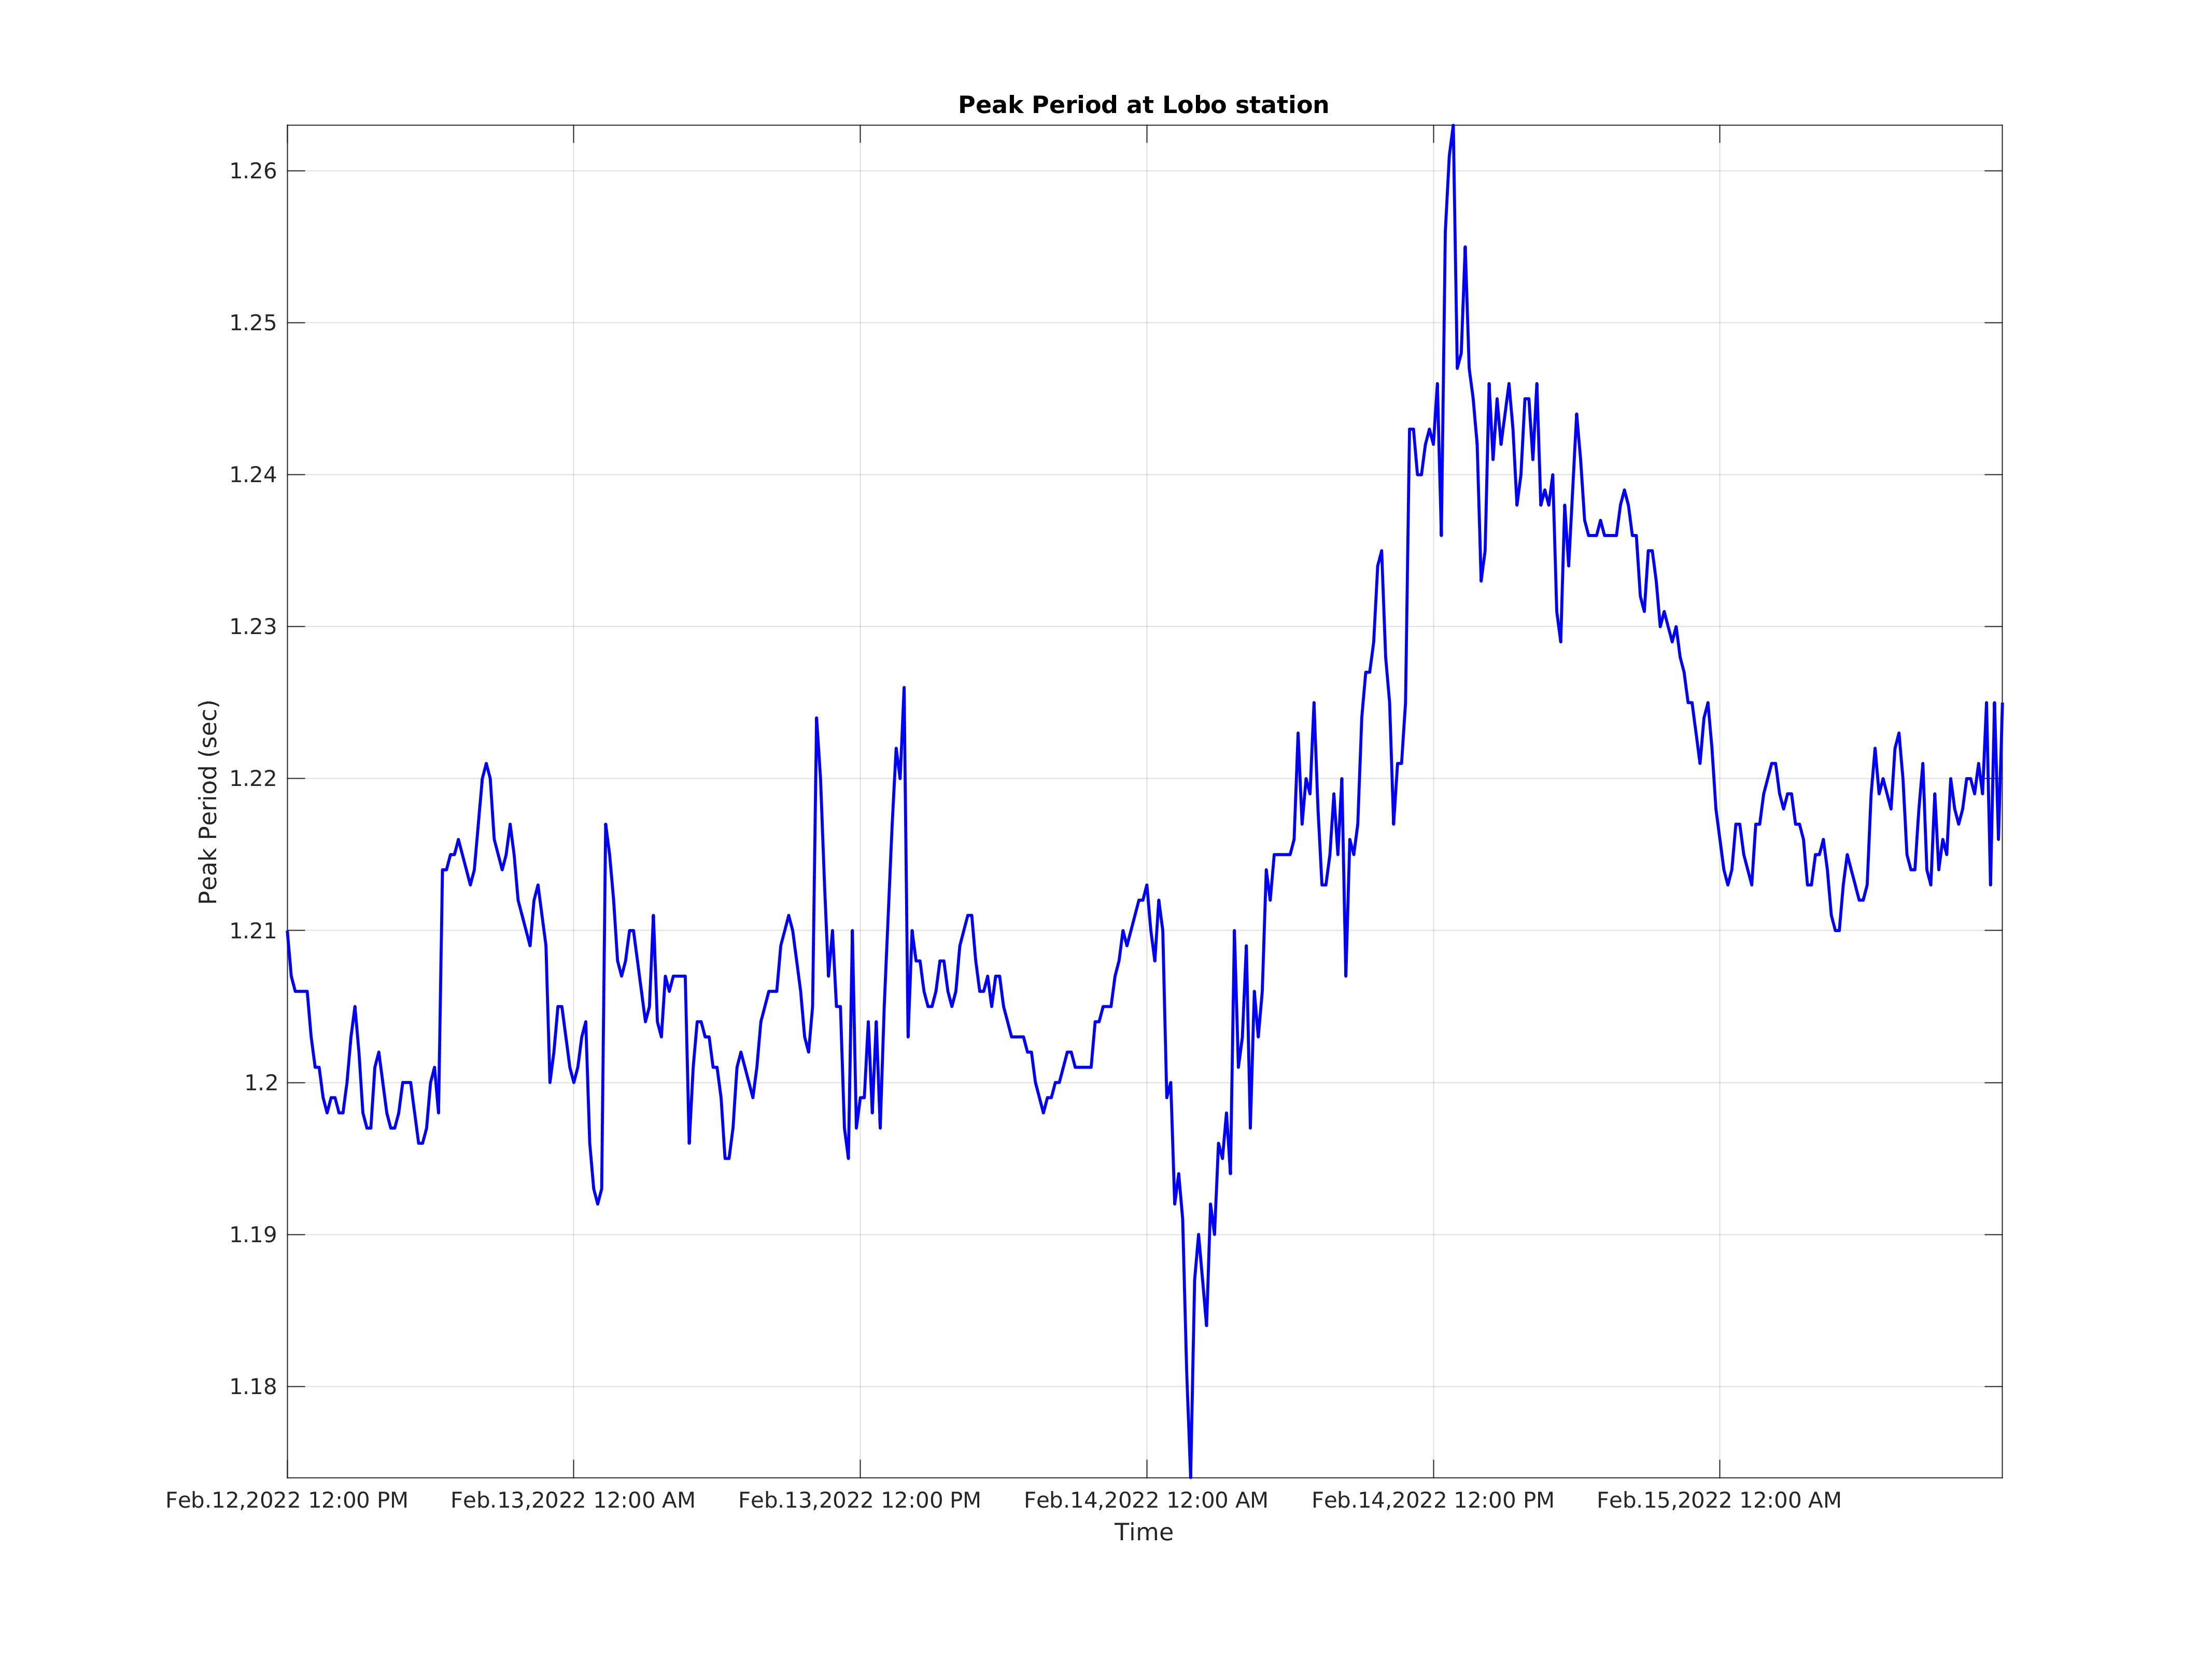 Peak Period at Lobo station
1.26
1.25
1.24
1.23
1.22
1.21
1.2
1.19
1.18
Peak Period (sec)
Feb.12,2022 12:00 PM Feb.13,2022 12:00 AM Feb.13,2022 12:00 PM Feb.14,2022 12:00 AM Feb.14,2022 12:00 PM Feb.15,2022 12:00 AM
Time